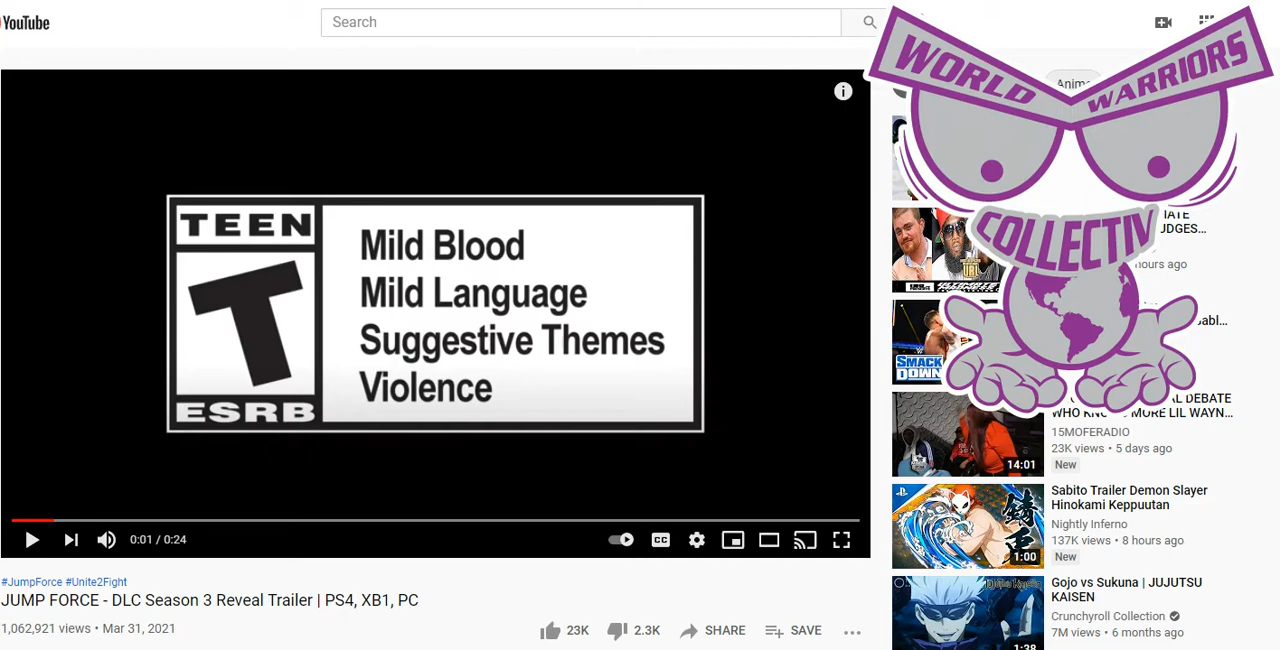 YouTube
Search
WORLD WARRIORS
COLLECTIV
TEEN
T
ESRB
Mild Blood
Mild Language
Suggestive Themes
Violence
0:01 / 0:24
CC
#JumpForce #Unite2Fight
JUMP FORCE - DLC Season 3 Reveal Trailer | PS4, XB1, PC
1,062,921 views • Mar 31, 2021
23K
2.3K
SHARE
SAVE
URL
hours ago
SMACK
DOWN
DEBATE
15MOFERADIO
23K views • 5 days ago
New
14:01
Sabito Trailer Demon Slayer
Hinokami Keppuutan
Nightly Inferno
137K views • 8 hours ago
New
1:00
Gojo vs Sukuna | JUJUTSU
KAISEN
Crunchyroll Collection
7M views • 6 months ago
1:38